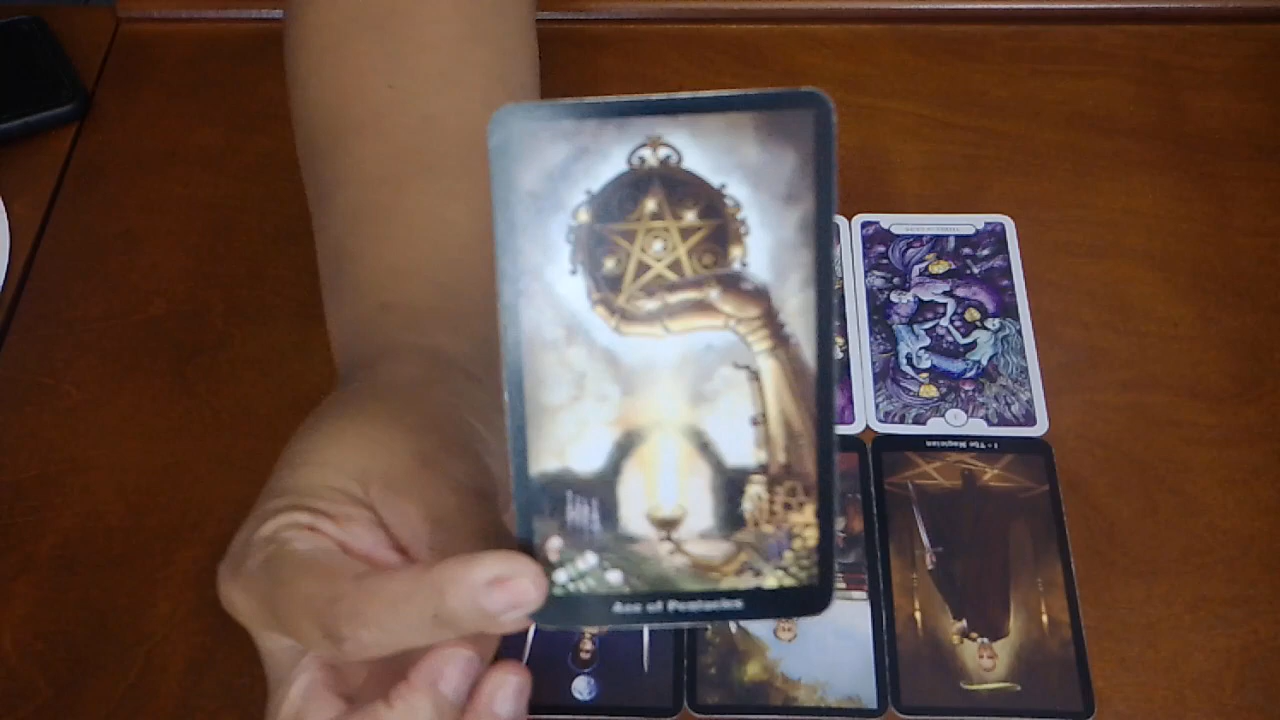 Ace of Pentacles
I • The Magician